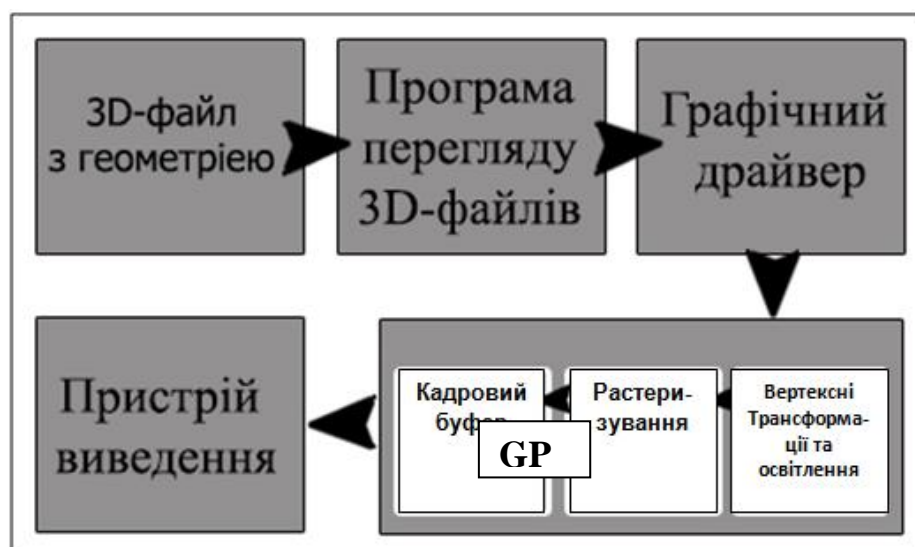 3D-файл
з геометріею
Програма
перегляду
3D-файлів
Графічний
драйвер
Вертексні
Трансформа-
ції та
освітлення
Растери-
зування
Кадровий
GP
Пристрій
виведення